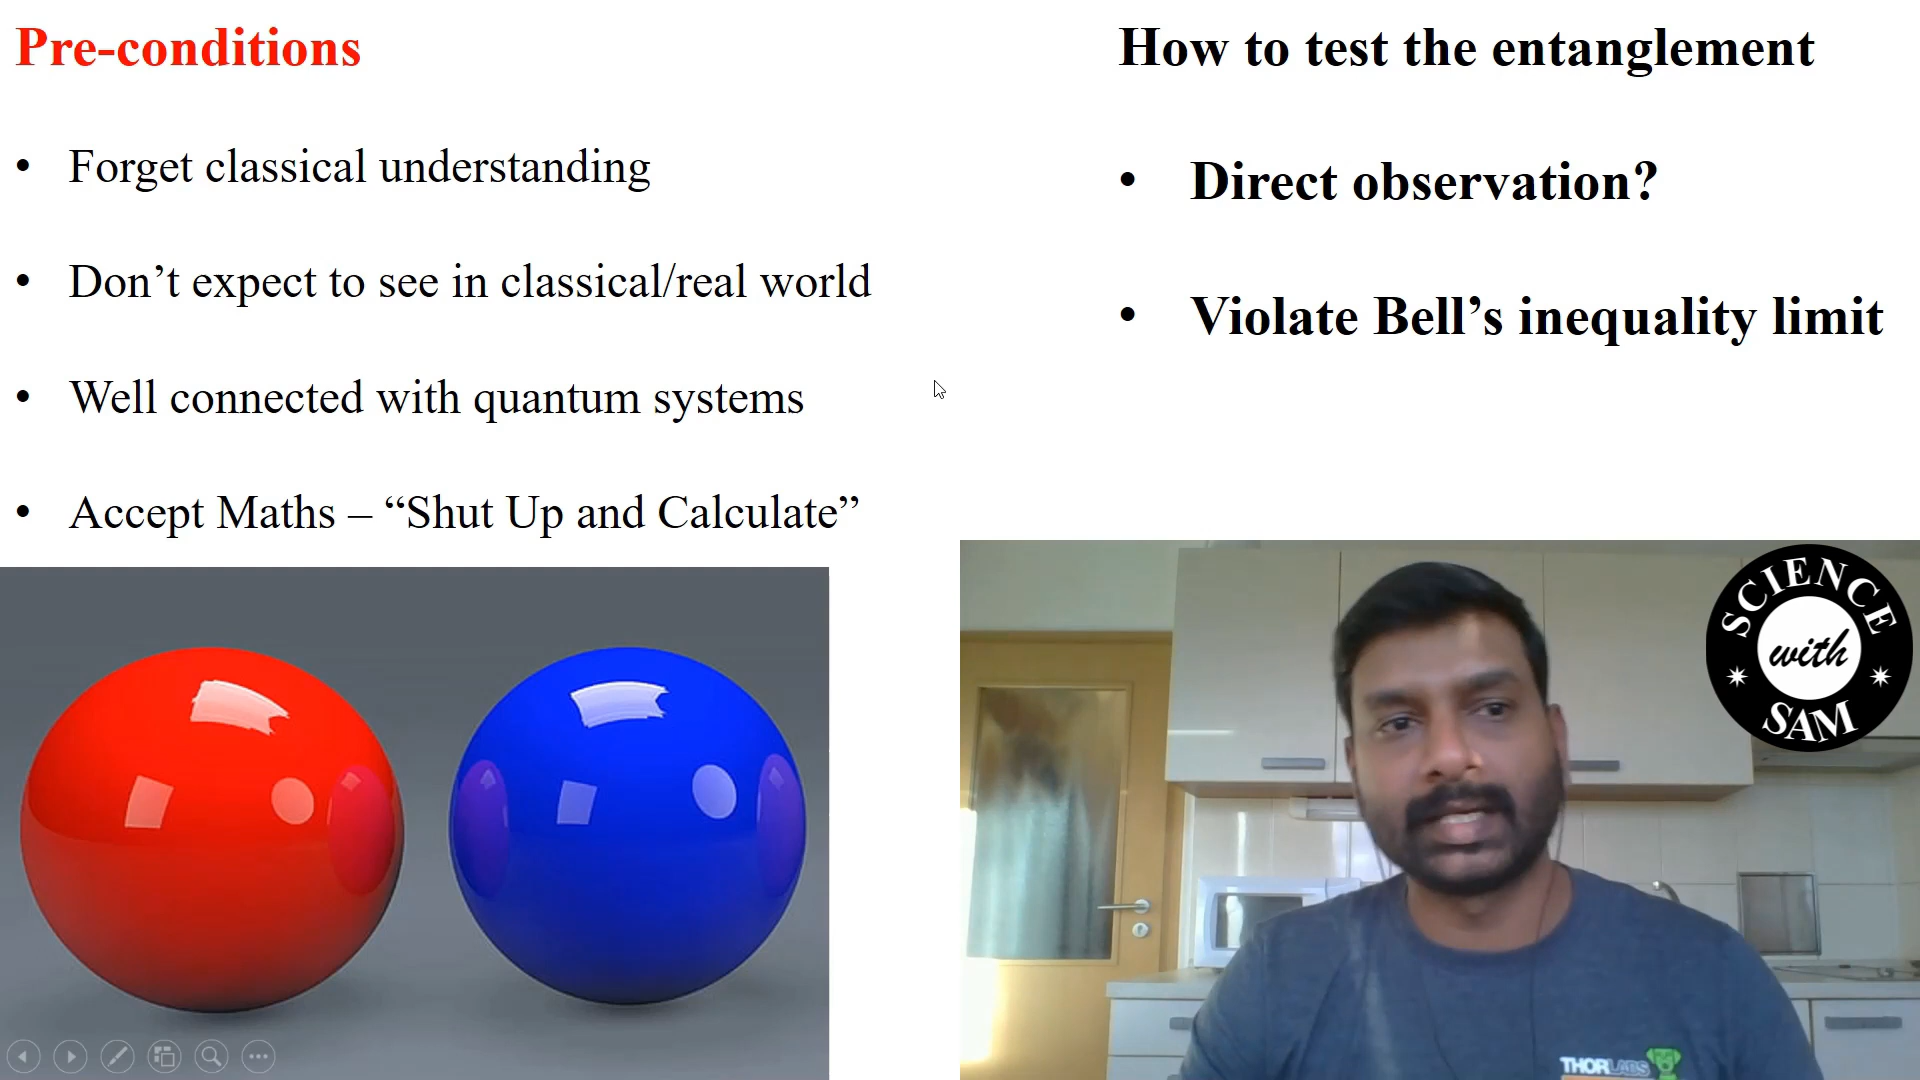 Pre-conditions
• Forget classical understanding
• Don’t expect to see in classical/real world
• Well connected with quantum systems
• Accept Maths – “Shut Up and Calculate”
How to test the entanglement
• Direct observation?
• Violate Bell’s inequality limit
SCIENCE
with
SAM
THORLABS